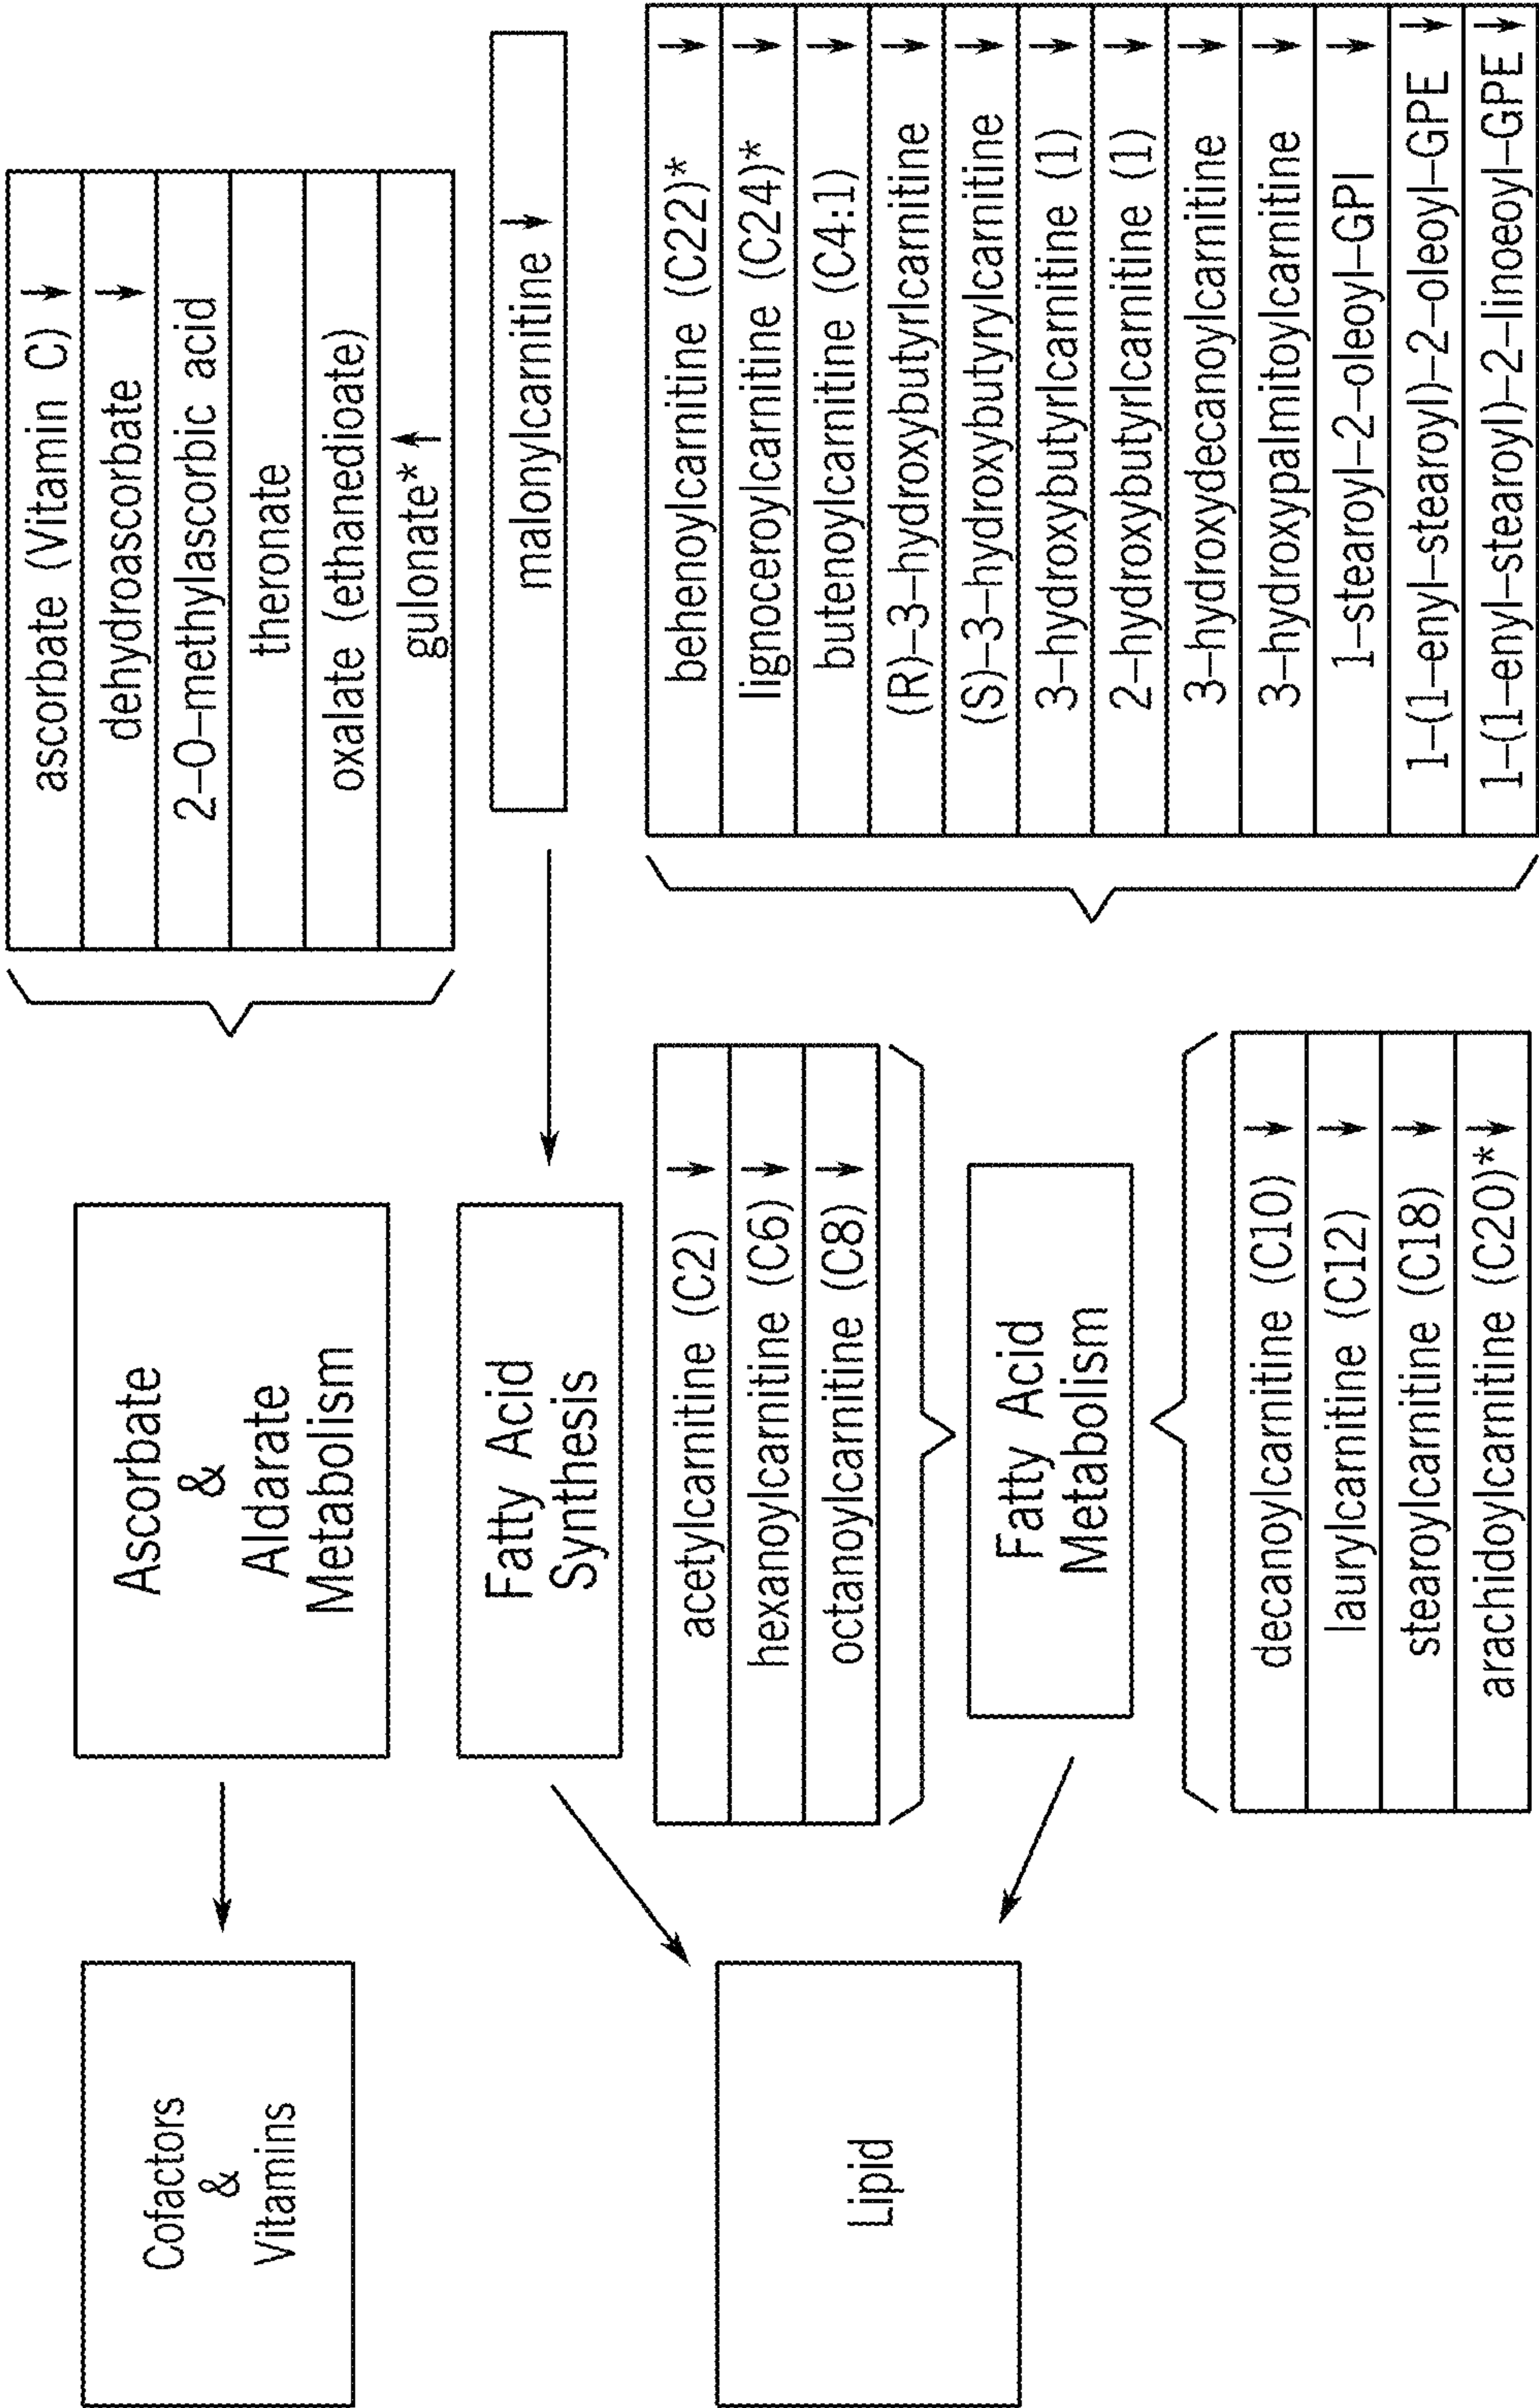 Cofactors
&
Vitamins
Lipid
Ascorbate
&
Aldarate
Metabolism
Fatty Acid
Synthesis
acetylcarnitine (C2) ↓
hexanoylcarnitine (C6) ↓
octanoylcarnitine (C8) ↓
Fatty Acid
Metabolism
decanoylcarnitine (C10) ↓
laurylcarnitine (C12) ↓
stearoylcarnitine (C18) ↓
arachidoylcarnitine (C20)* ↓
ascorbate (Vitamin C) ↓
dehydroascorbate ↓
2–O–methylascorbic acid
theronate
oxalate (ethanedioate)
gulonate* ↑
malonylcarnitine ↓
behenoylcarnitine (C22)* ↓
lignoceroylcarnitine (C24)* ↓
butenoylcarnitine (C4:1) ↓
(R)–3–hydroxybutyrlcarnitine ↓
(S)–3–hydroxybutyrylcarnitine ↓
3–hydroxybutyrlcarnitine (1) ↓
2–hydroxybutyrlcarnitine (1) ↓
3–hydroxydecanoylcarnitine ↓
3–hydroxypalmitoylcarnitine ↓
1–stearoyl–2–oleoyl–GPI ↓
1–(1–enyl–stearoyl)–2–oleoyl–GPE ↓
1–(1–enyl–stearoyl)–2–linoeoyl–GPE ↓